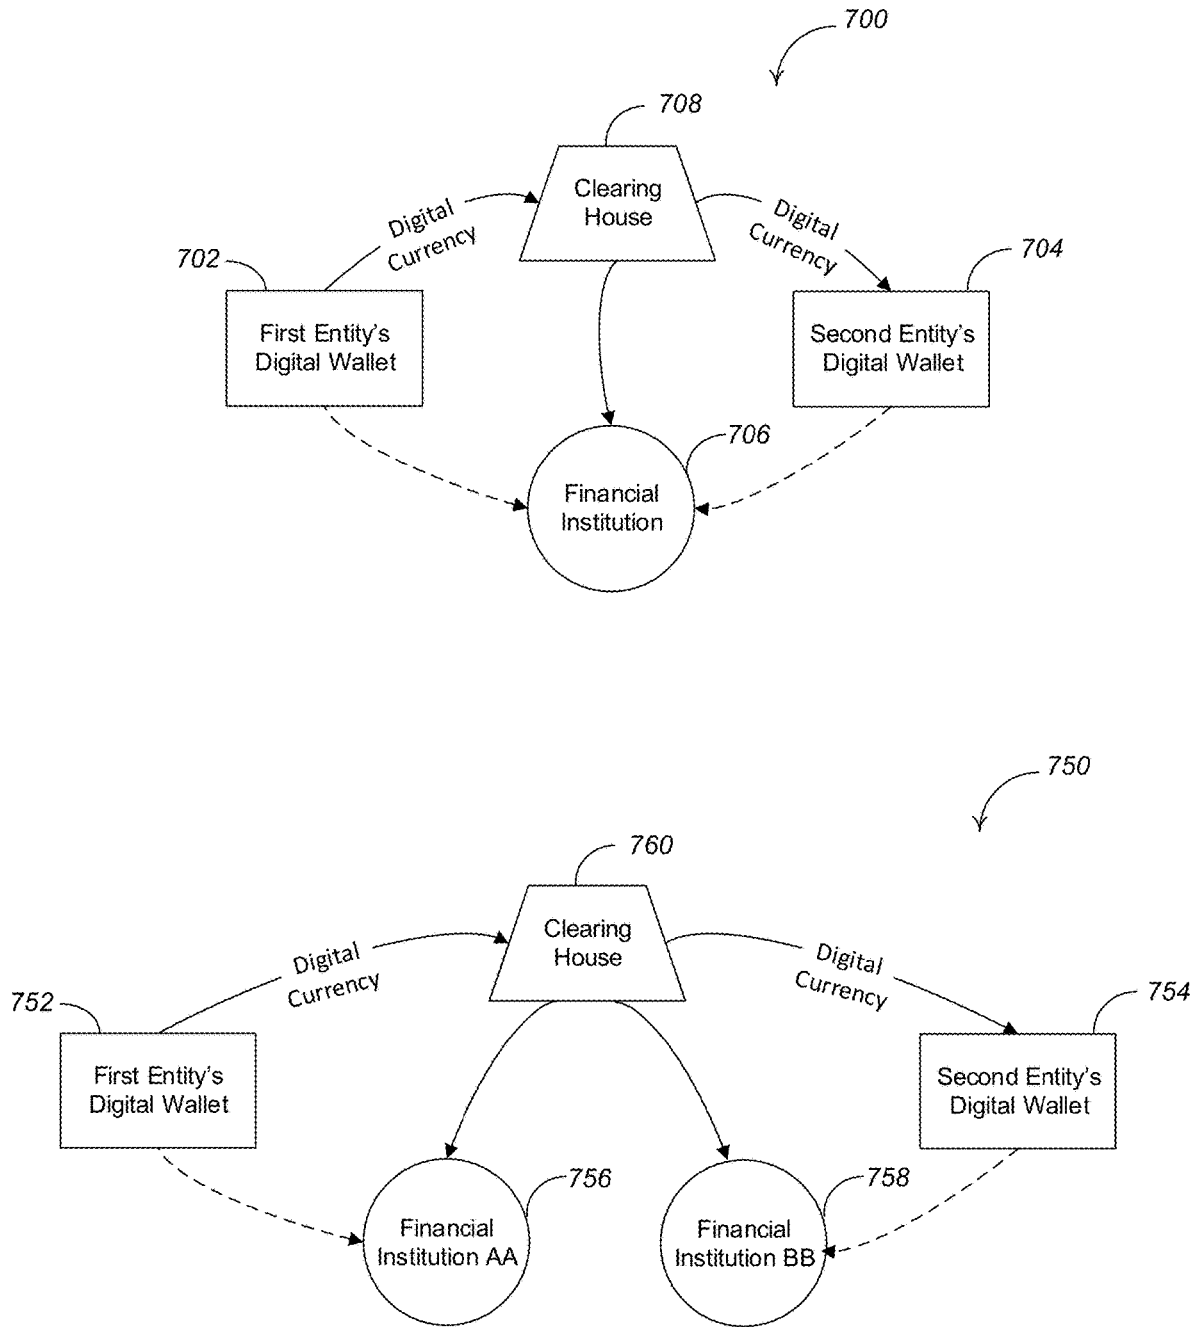 700
708
Clearing
House
Digital
Currency
Digital
Currency
702
704
First Entity's
Digital Wallet
Second Entity's
Digital Wallet
706
Financial
Institution
750
760
Clearing
House
Digital
Currency
Digital
Currency
752
754
First Entity's
Digital Wallet
Second Entity's
Digital Wallet
756
758
Financial
Institution AA
Financial
Institution BB